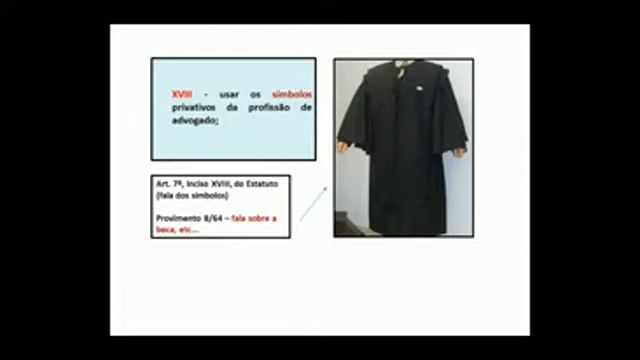 XVIII - usar os símbolos
privativos da profissão de
advogado;
Art. 7º, inciso XVIII, do Estatuto
(fala dos símbolos)
Provimento 8/64 – fala sobre a
beca, etc...